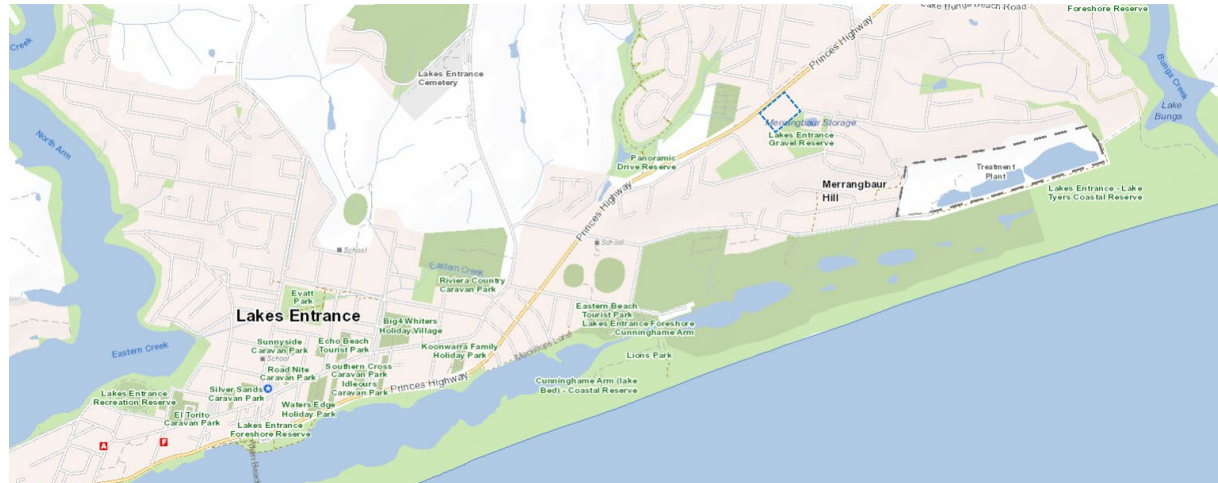 Lake Bunga Beach Road
Foreshore Reserve
Creek
Princes Highway
Bunga Creek
Lake
Bunga
Lakes Entrance
Cemetery
Merrangbaur Storage
Lakes Entrance
Gravel Reserve
North Arm
Panoramic
Drive Reserve
Treatment
Plant
Merrangbaur
Hill
Lakes Entrance - Lake
Tyers Coastal Reserve
Princes Highway
School
School
Eastern Creek
Riviera Country
Caravan Park
Evatt
Park
Lakes Entrance
Big4 Whiters
Holiday Village
Eastern Beach
Tourist Park
Lakes Entrance Foreshore
- Cunninghame Arm
Eastern Creek
Sunnyside
Caravan Park
Echo Beach
Tourist Park
Koonwarra Family
Holiday Park
Lions Park
School
Road Nite
Caravan Park
Southern Cross
Caravan Park
Idleours
Caravan Park
Princes Highway
Cunninghame Arm (lake
Bed) - Coastal Reserve
Lakes Entrance
Recreation Reserve
Silver Sands
Caravan Park
Waters Edge
Holiday Park
El Torito
Caravan Park
Lakes Entrance
Foreshore Reserve
A
F